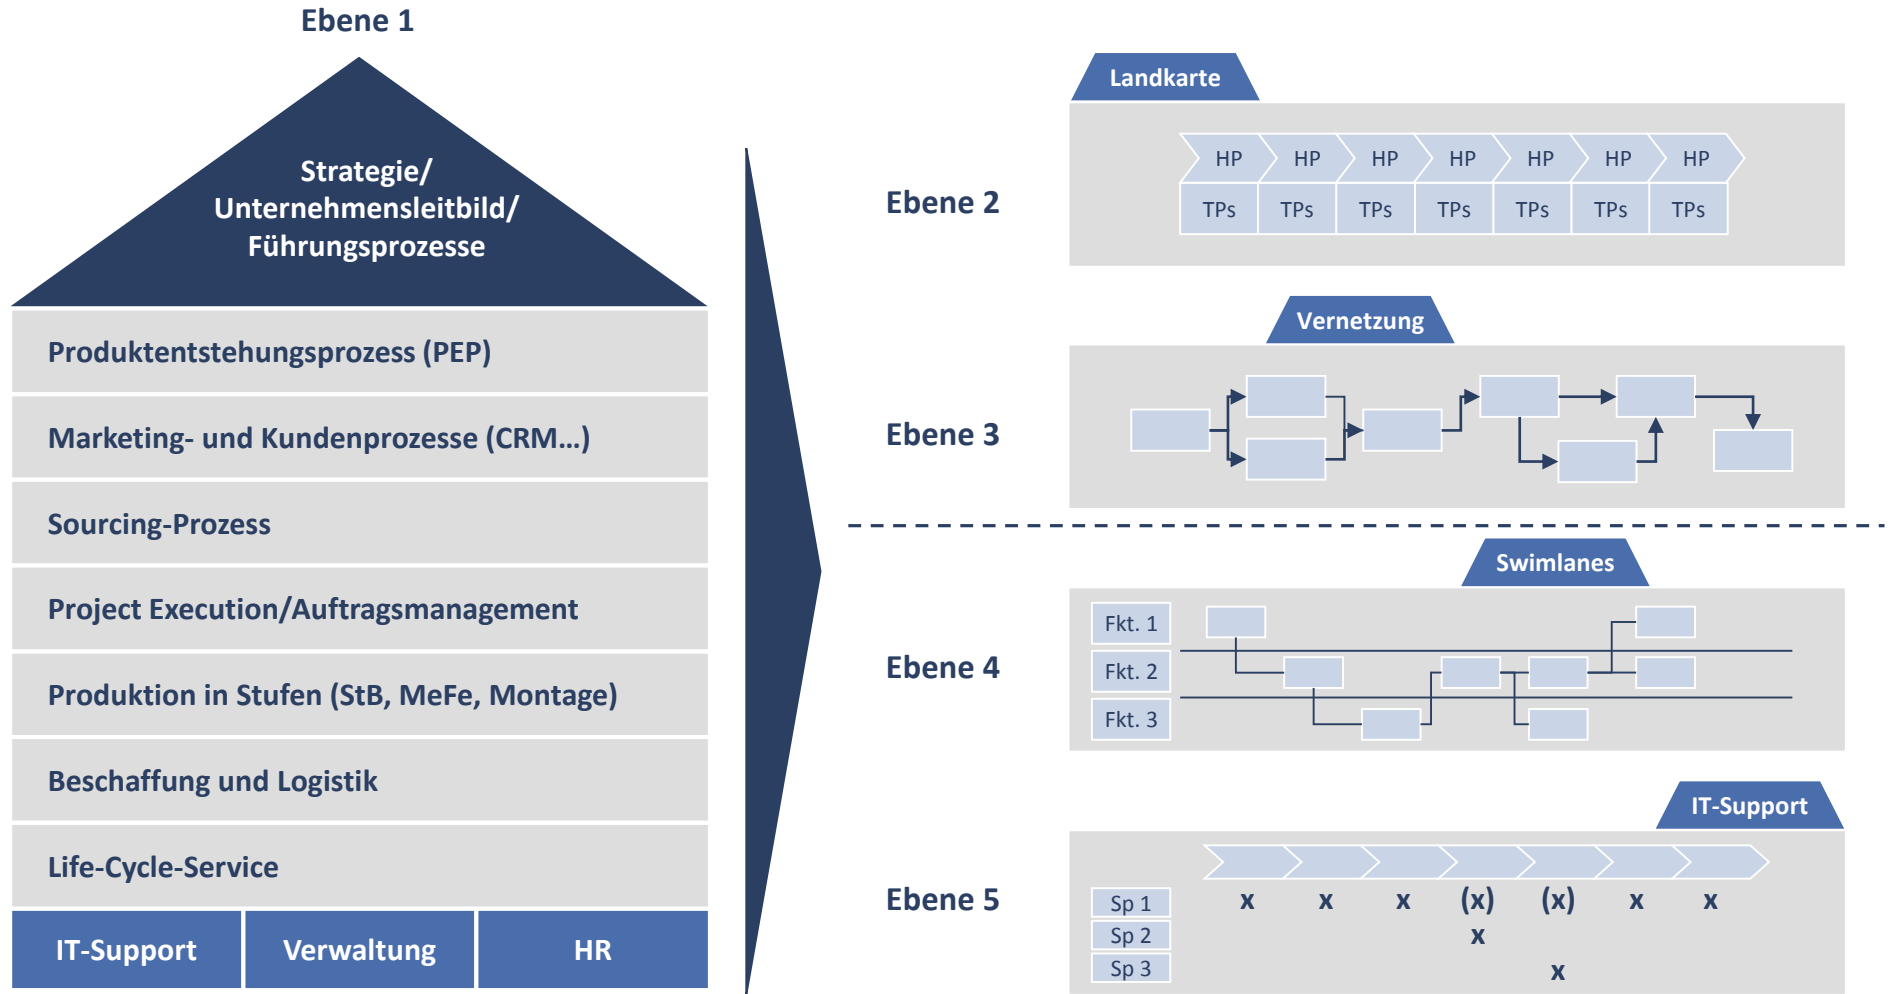 Ebene 1
Strategie/
Unternehmensleitbild/
Führungsprozesse
Produktentstehungsprozess (PEP)
Marketing- und Kundenprozesse (CRM…)
Sourcing-Prozess
Project Execution/Auftragsmanagement
Produktion in Stufen (StB, MeFe, Montage)
Beschaffung und Logistik
Life-Cycle-Service
IT-Support Verwaltung HR
Ebene 2
Landkarte
HP HP HP HP HP HP HP
TPs TPs TPs TPs TPs TPs TPs
Ebene 3
Vernetzung
Ebene 4
Swimlanes
Fkt. 1
Fkt. 2
Fkt. 3
Ebene 5
IT-Support
Sp 1 x x x (x) (x) x x
Sp 2 x
Sp 3 x